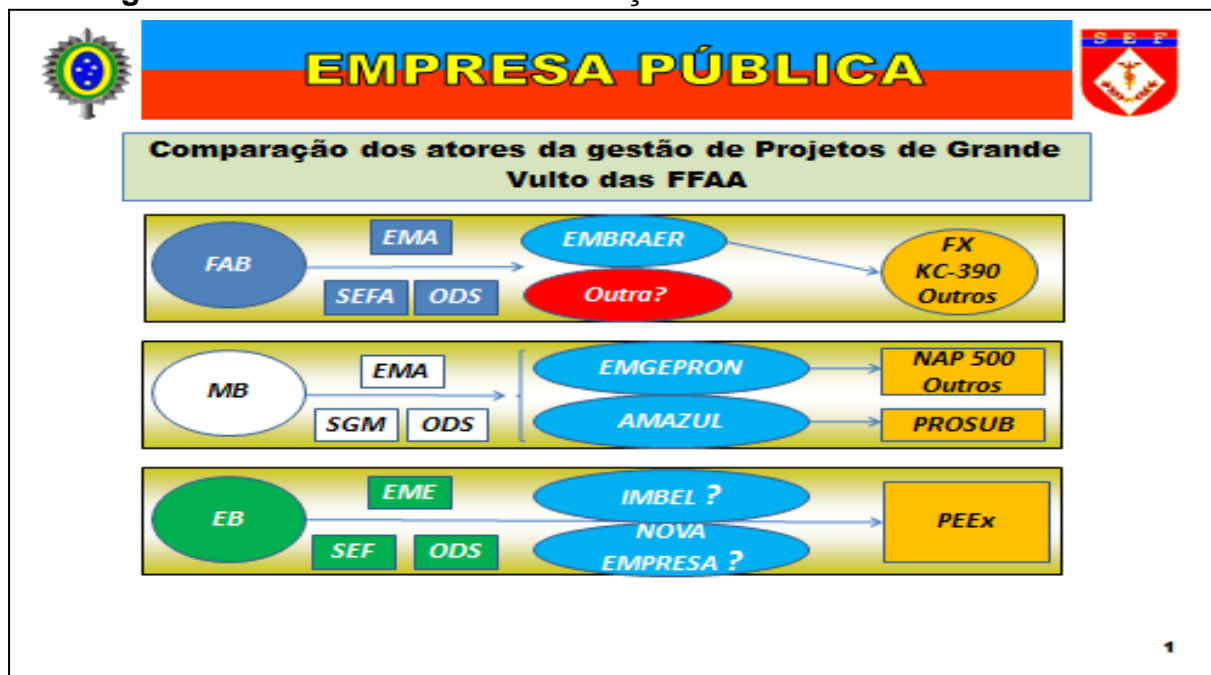 S E F
EMPRESA PÚBLICA
Comparação dos atores da gestão de Projetos de Grande
Vulto das FFAA
FAB
EMA
SEFA
ODS
EMBRAER
Outra?
FX
KC-390
Outros
MB
EMA
SGM
ODS
EMGEPRON
AMAZUL
NAP 500
Outros
PROSUB
EB
EME
SEF
ODS
IMBEL ?
NOVA
EMPRESA ?
PEEx
1